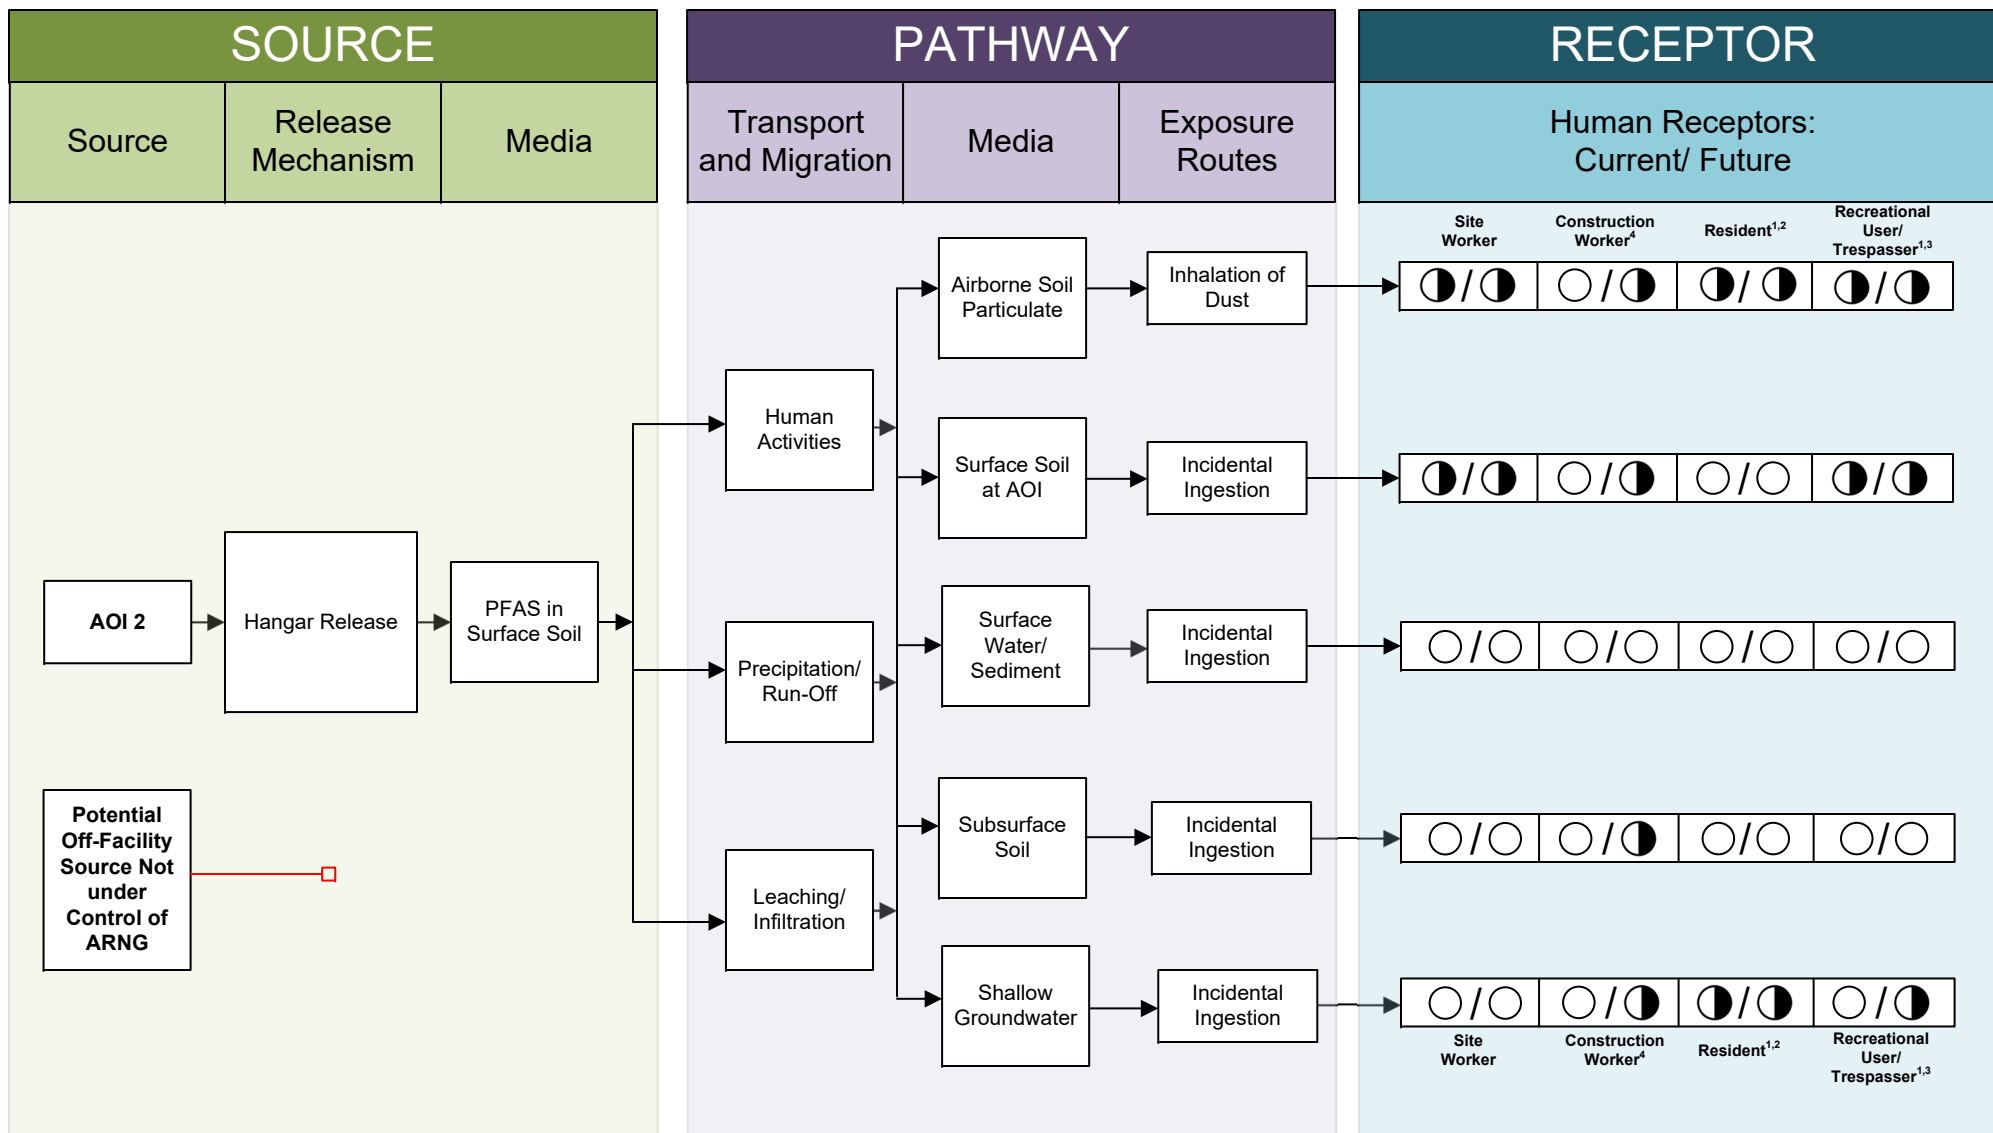 SOURCE
PATHWAY
RECEPTOR
Source
Release
Mechanism
Media
Transport
and Migration
Media
Exposure
Routes
Human Receptors:
Current/ Future
Site
Worker
Construction
Worker4
Resident1,2
Recreational
User/
Trespasser1,3
Airborne Soil
Particulate
Inhalation of
Dust
/ / / /
Human
Activities
Surface Soil
at AOI
Incidental
Ingestion
/ / / /
AOI 2
Hangar Release
PFAS in
Surface Soil
Precipitation/
Run-Off
Surface
Water/
Sediment
Incidental
Ingestion
/ / / /
Potential
Off-Facility
Source Not
under
Control of
ARNG
Leaching/
Infiltration
Subsurface
Soil
Incidental
Ingestion
/ / / /
Shallow
Groundwater
Incidental
Ingestion
/ / / /
Site
Worker
Construction
Worker4
Resident1,2
Recreational
User/
Trespasser1,3